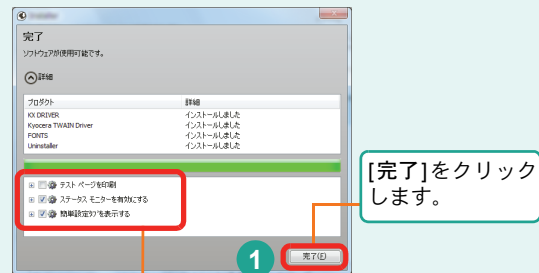 完了
ソフトウェアが使用可能です。
詳細
プロダクト 詳細
KX DRIVER インストールしました
Kyocera TWAIN Driver インストールしました
FONTS インストールしました
Uninstaller インストールしました
テスト ページを印刷
ステータス モニターを有効にする
簡単設定タブを表示する
[完了]をクリック
します。
1
完了(F)